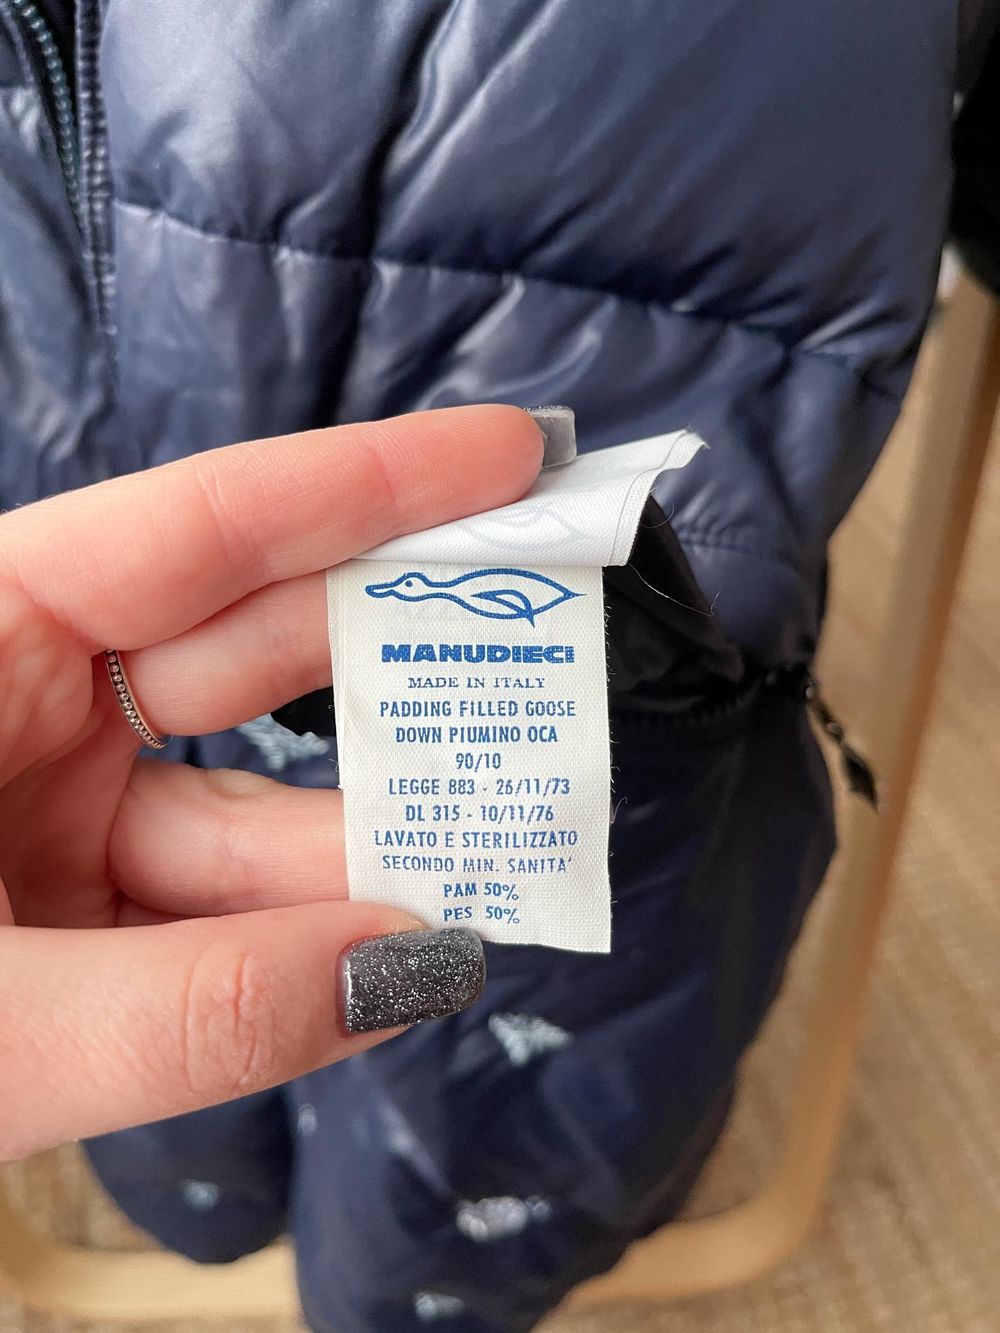 MANUDIECI
MADE IN ITALY
PADDING FILLED GOOSE
DOWN PIUMINO OCA
90/10
LEGGE 883 - 26/11/73
DL 315 - 10/11/76
LAVATO E STERILIZZATO
SECONDO MIN. SANITA'
PAM 50%
PES 50%